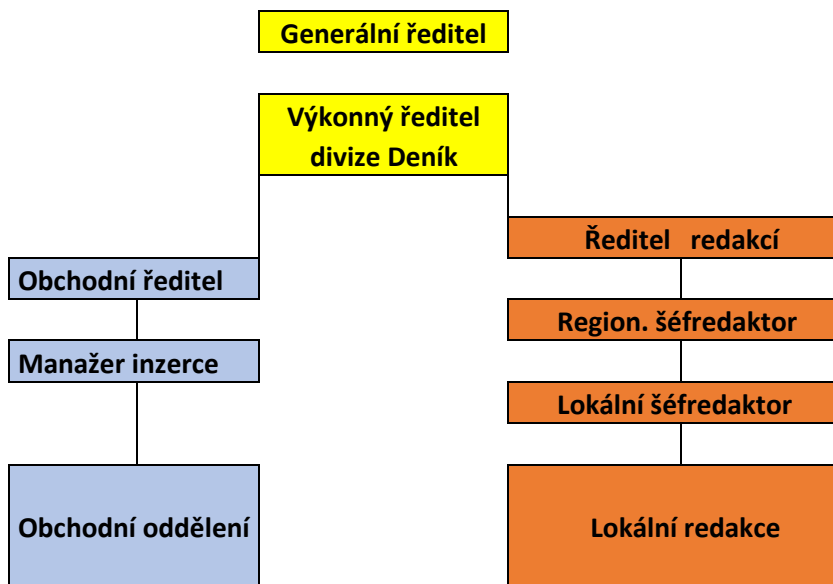 Generální ředitel
Výkonný ředitel
divize Deník
Ředitel redakcí
Obchodní ředitel
Region. šéfredaktor
Manažer inzerce
Lokální šéfredaktor
Obchodní oddělení
Lokální redakce